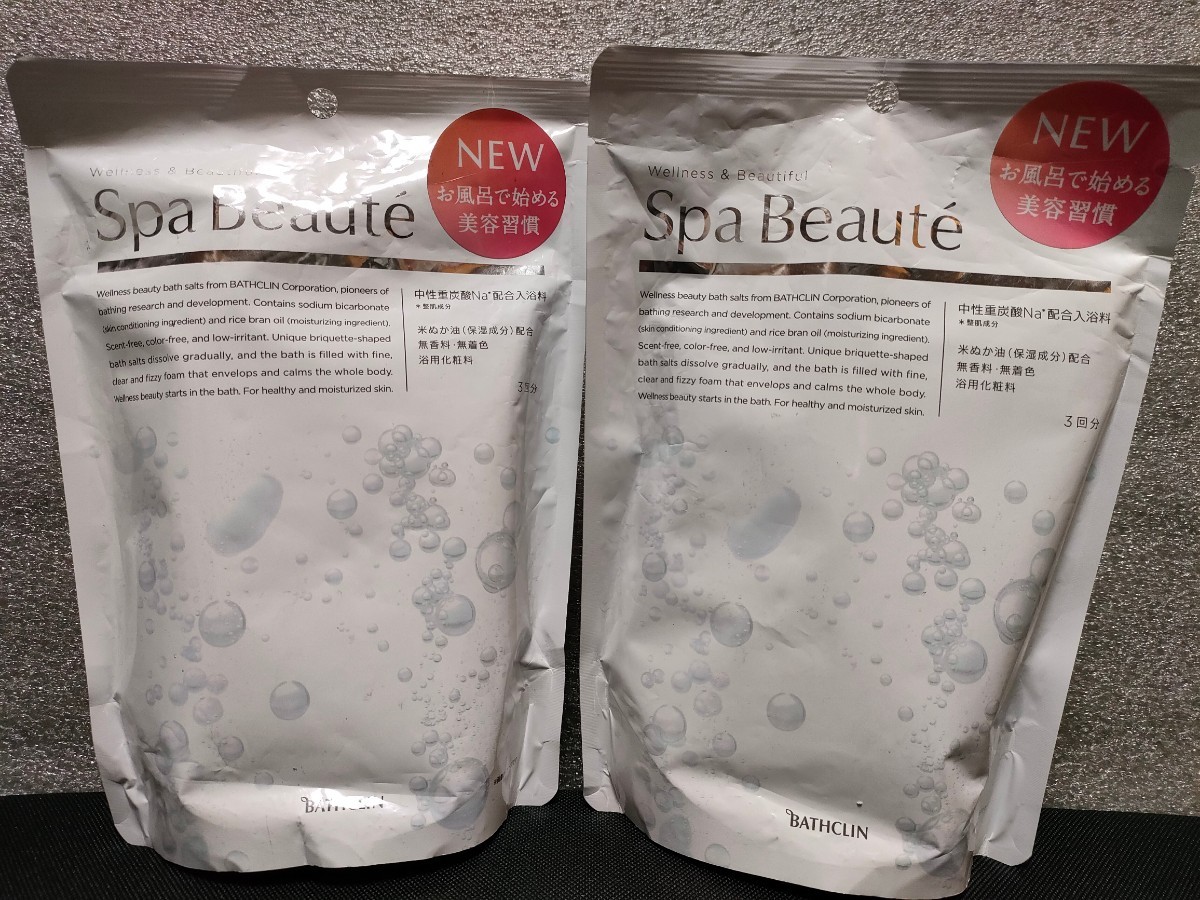 Wellness & Beautiful
Spa Beauté
NEW
お風呂で始める
美容習慣
Wellness beauty bath salts from BATHCLIN Corporation, pioneers of
bathing research and development. Contains sodium bicarbonate
(skin conditioning ingredient) and rice bran oil (moisturizing ingredient).
Scent-free, color-free, and low-irritant. Unique briquette-shaped
bath salts dissolve gradually, and the bath is filled with fine,
clear and fizzy foam that envelops and calms the whole body.
Wellness beauty starts in the bath. For healthy and moisturized skin.
中性重炭酸Na*配合入浴料
*整肌成分
米ぬか油(保湿成分)配合
無香料·無着色
浴用化粧料
3回分
BATHCLIN
Wellness & Beautiful
Spa Beauté
NEW
お風呂で始める
美容習慣
Wellness beauty bath salts from BATHCLIN Corporation, pioneers of
bathing research and development. Contains sodium bicarbonate
(skin conditioning ingredient) and rice bran oil (moisturizing ingredient).
Scent-free, color-free, and low-irritant. Unique briquette-shaped
bath salts dissolve gradually, and the bath is filled with fine,
clear and fizzy foam that envelops and calms the whole body.
Wellness beauty starts in the bath. For healthy and moisturized skin.
中性重炭酸Na*配合入浴料
*整肌成分
米ぬか油(保湿成分)配合
無香料·無着色
浴用化粧料
3回分
BATHCLIN